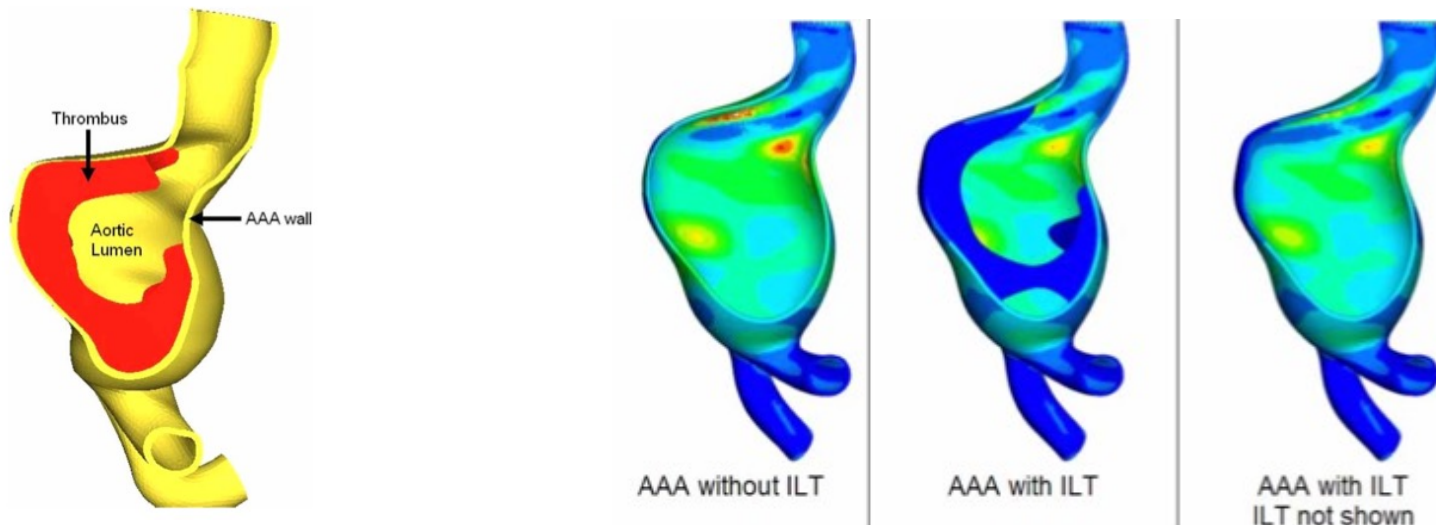 Thrombus
AAA wall
Aortic
Lumen
AAA without ILT
AAA with ILT
AAA with ILT
ILT not shown